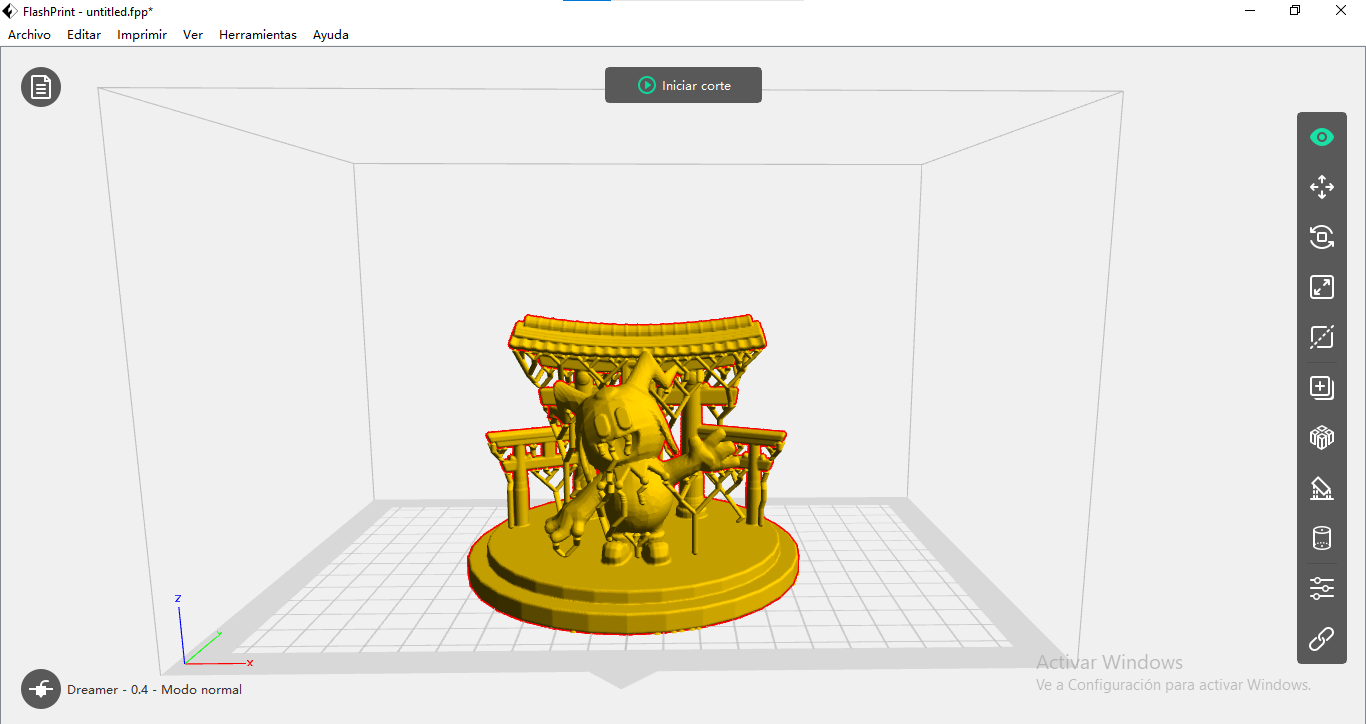 FlashPrint - untitled.fpp*
Archivo Editar Imprimir Ver Herramientas Ayuda
Iniciar corte
z
y
x
Activar Windows
Ve a Configuración para activar Windows.
Dreamer - 0.4 - Modo normal